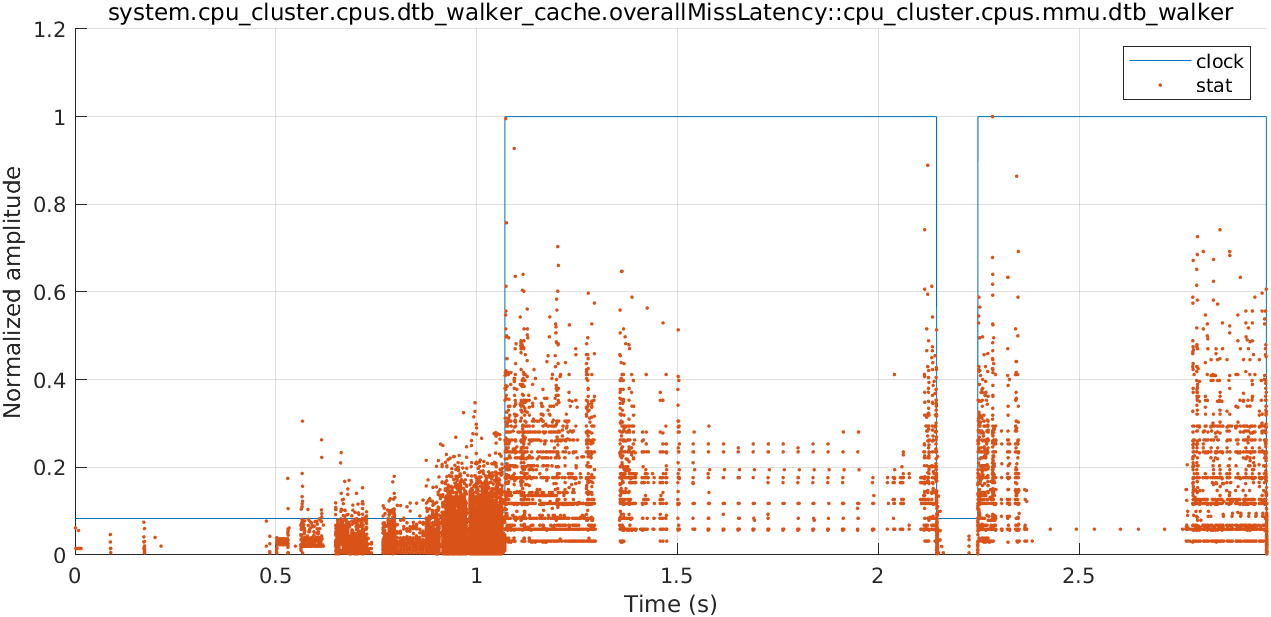 system.cpu_cluster.cpus.dtb_walker_cache.overallMissLatency::cpu_cluster.cpus.mmu.dtb_walker
1.2
clock
stat
1
0.8
Normalized amplitude
0.6
0.4
0.2
0
0
0.5
1
1.5
2
2.5
Time (s)